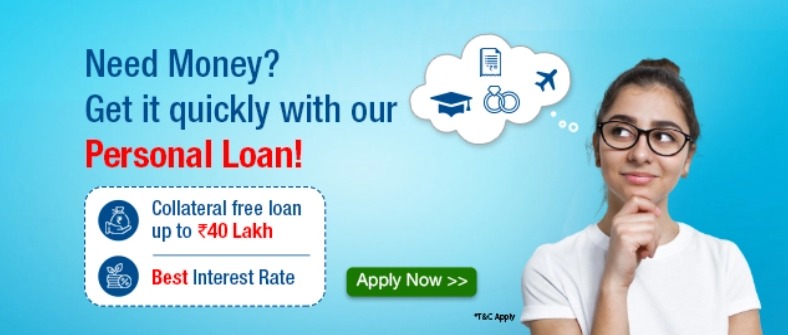 Need Money?
Get it quickly with our
Personal Loan!
Collateral free loan
up to ₹40 Lakh
Best Interest Rate
Apply Now >>
*T&C Apply